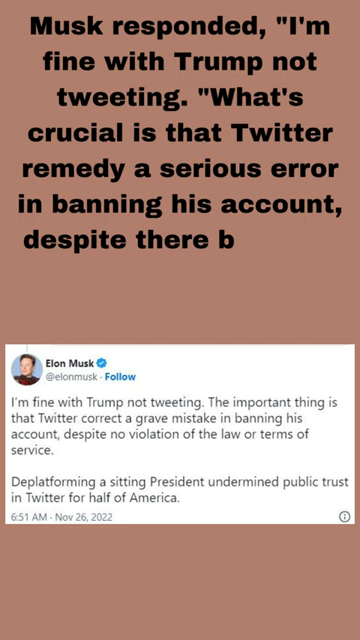 Musk responded, "I'm
fine with Trump not
tweeting. "What's
crucial is that Twitter
remedy a serious error
in banning his account,
despite there b
Elon Musk
@elonmusk · Follow
I'm fine with Trump not tweeting. The important thing is
that Twitter correct a grave mistake in banning his
account, despite no violation of the law or terms of
service.
Deplatforming a sitting President undermined public trust
in Twitter for half of America.
6:51 AM · Nov 26, 2022